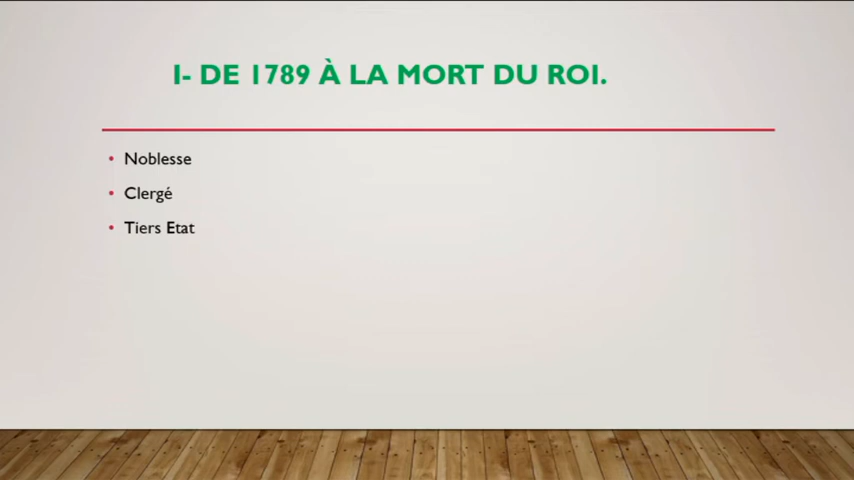 I- DE 1789 À LA MORT DU ROI.
• Noblesse
• Clergé
• Tiers Etat